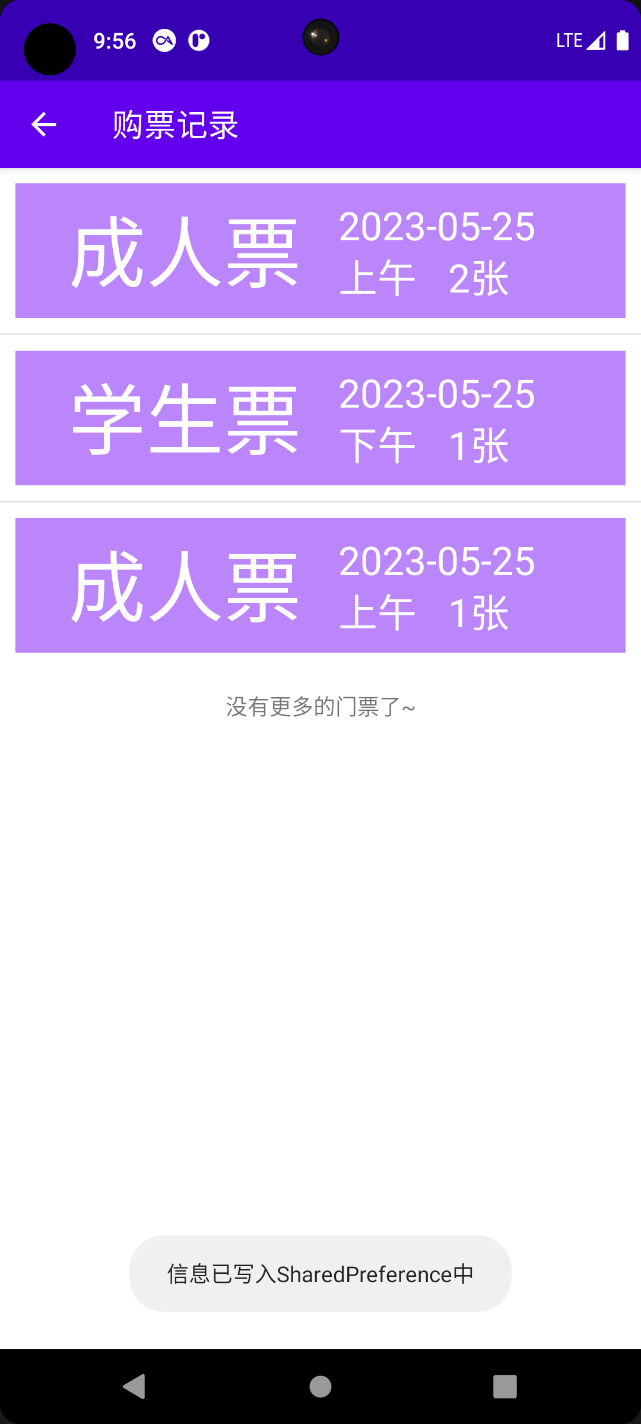 9:56
LTE
购票记录
成人票
2023-05-25
上午 2张
学生票
2023-05-25
下午 1张
成人票
2023-05-25
上午 1张
没有更多的门票了~
信息已写入SharedPreference中